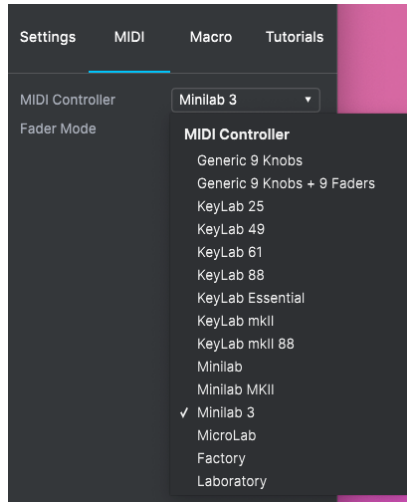 Settings MIDI Macro Tutorials
MIDI Controller Minilab 3
Fader Mode
MIDI Controller
Generic 9 Knobs
Generic 9 Knobs + 9 Faders
KeyLab 25
KeyLab 49
KeyLab 61
KeyLab 88
KeyLab Essential
KeyLab mkII
KeyLab mkII 88
Minilab
Minilab MKII
✓ Minilab 3
MicroLab
Factory
Laboratory